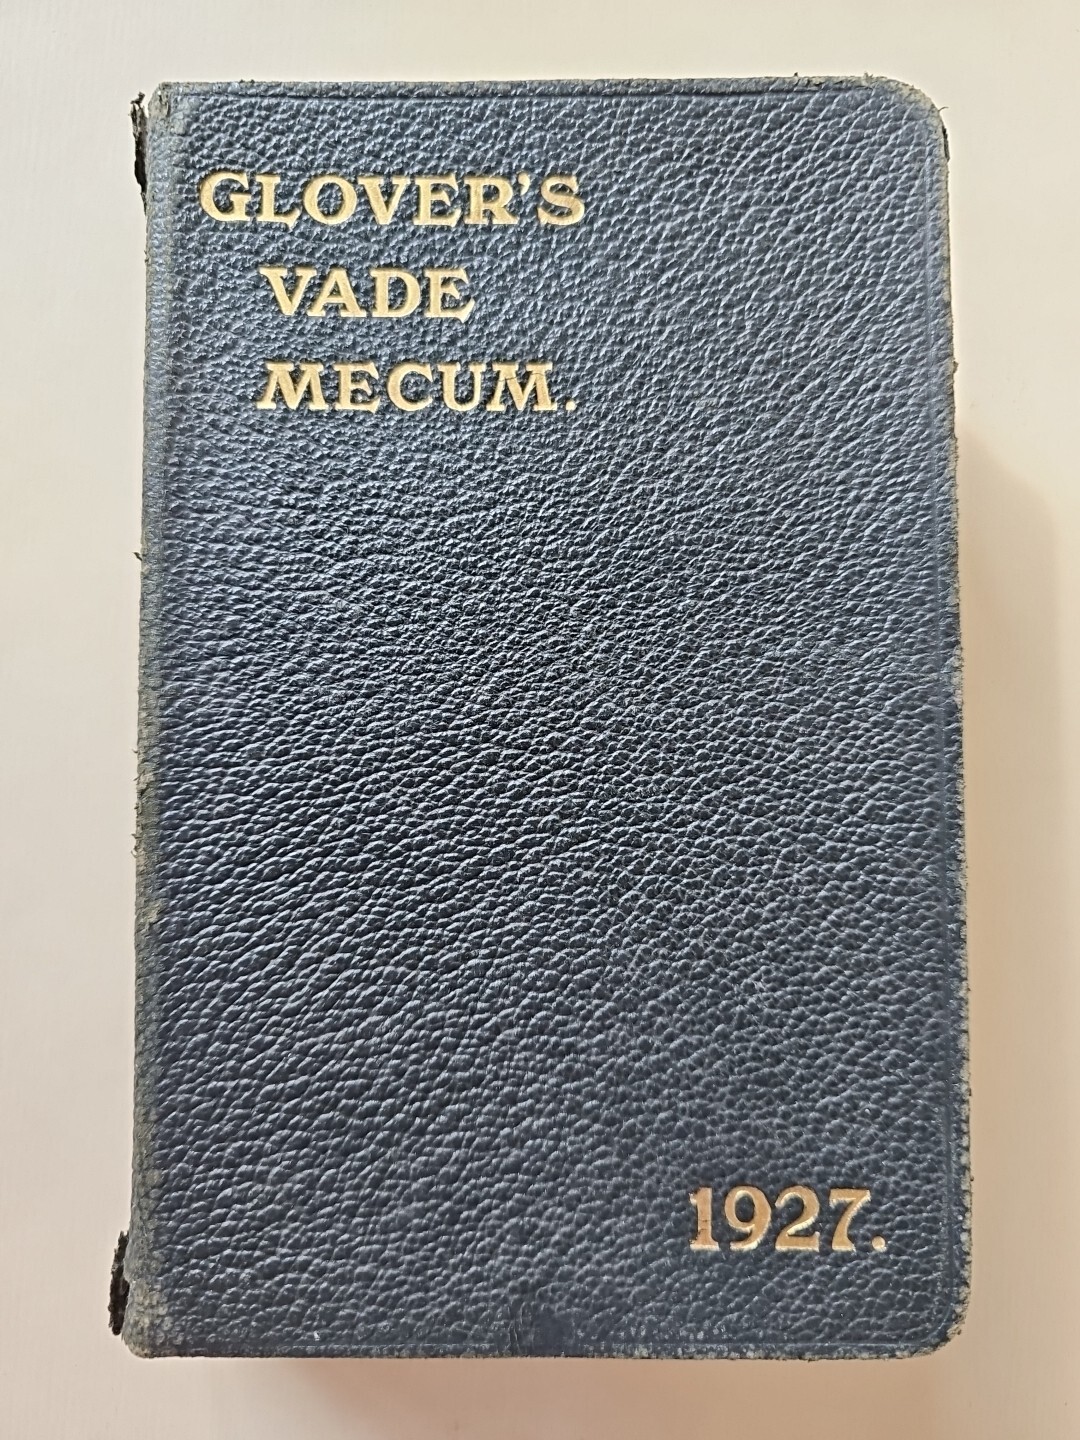 GLOVER'S
VADE
MECUM.
1927.